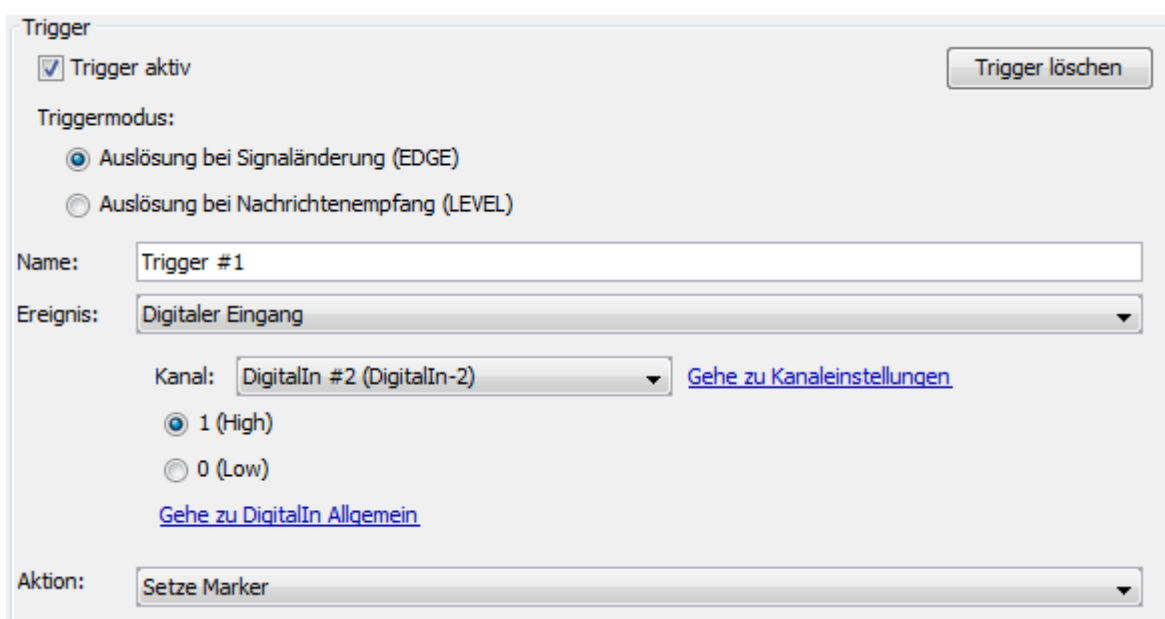 Trigger
Trigger aktiv
Trigger löschen
Triggermodus:
Auslösung bei Signaländerung (EDGE)
Auslösung bei Nachrichtenempfang (LEVEL)
Name: Trigger #1
Ereignis: Digitaler Eingang
Kanal: DigitalIn #2 (DigitalIn-2) Gehe zu Kanaleinstellungen
1 (High)
0 (Low)
Gehe zu DigitalIn Allgemein
Aktion: Setze Marker